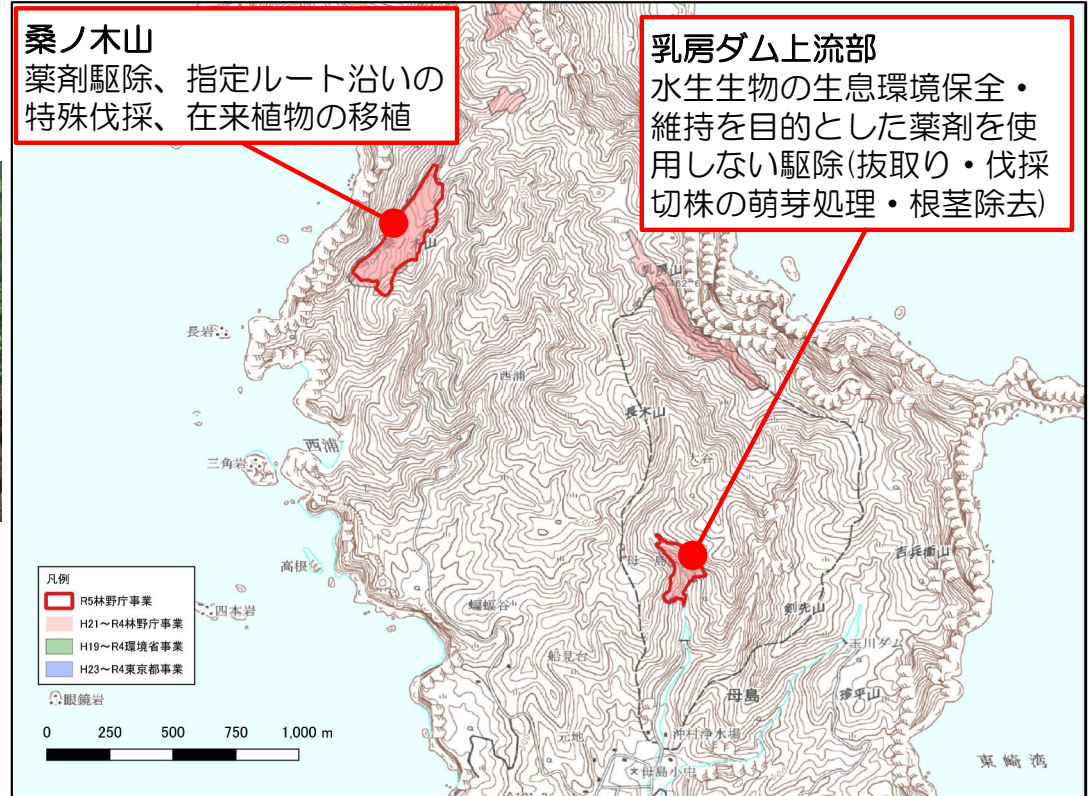 桑ノ木山
薬剤駆除、指定ルート沿いの
特殊伐採、在来植物の移植
乳房ダム上流部
水生生物の生息環境保全・
維持を目的とした薬剤を使
用しない駆除(抜取り・伐採
切株の萌芽処理・根茎除去)
桑ノ木山
乳房山
462.6
長岩
西浦
長木山
西浦
三角岩
大谷
高根
母島
吉兵衛山
四本岩
蝙蝠谷
剣先山
船見台
玉川ダム
眼鏡岩
母島
珍平山
元地
沖村浄水場
母島小中
東崎湾
凡例
R5林野庁事業
H21~R4林野庁事業
H19~R4環境省事業
H23~R4東京都事業
0 250 500 750 1,000 m